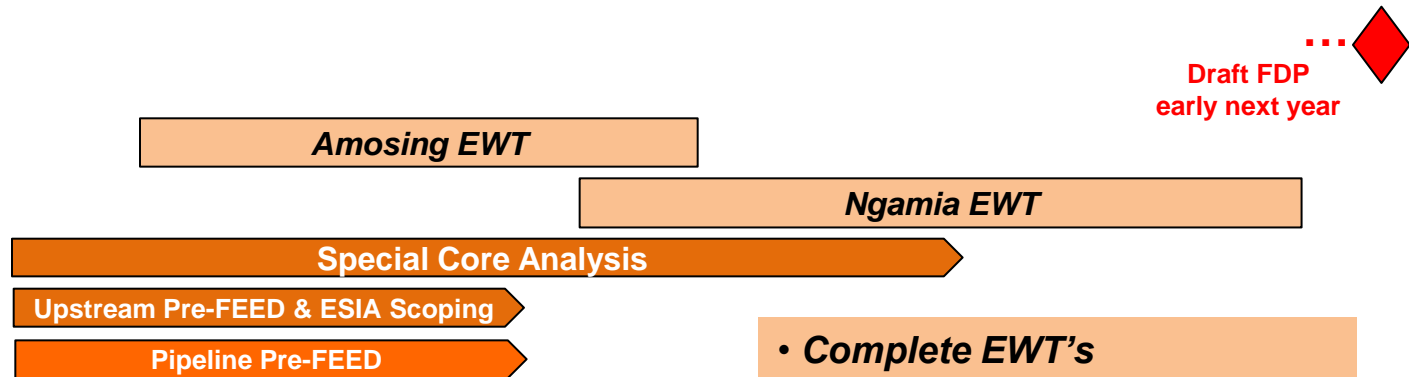 ...
Draft FDP
early next year
Amosing EWT
Ngamia EWT
Special Core Analysis
Upstream Pre-FEED & ESIA Scoping
Pipeline Pre-FEED
• Complete EWT's